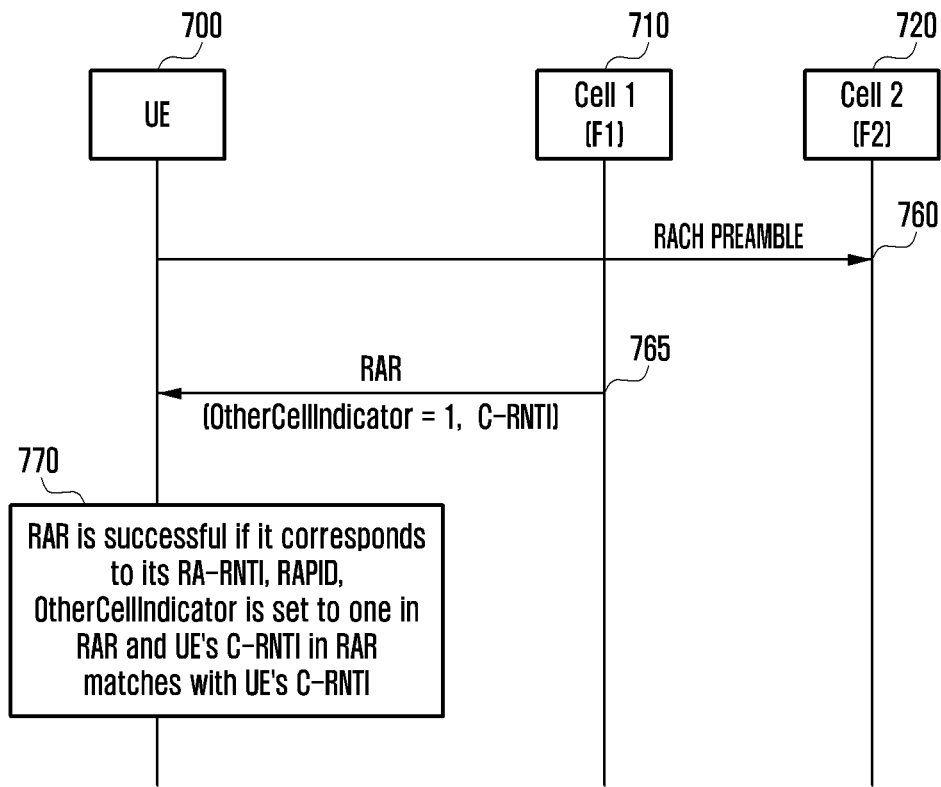 700
710
720
UE
Cell 1
(F1)
Cell 2
(F2)
760
RACH PREAMBLE
765
RAR
(OtherCellIndicator = 1, C-RNTI)
770
RAR is successful if it corresponds
to its RA-RNTI, RAPID,
OtherCellIndicator is set to one in
RAR and UE's C-RNTI in RAR
matches with UE's C-RNTI